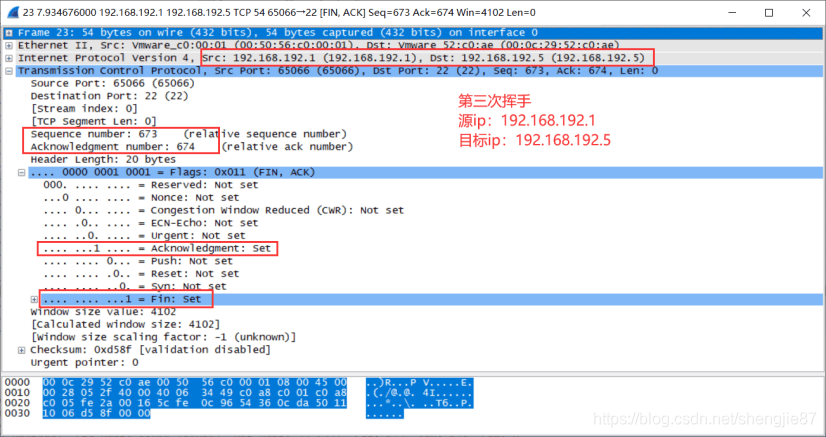 23 7.934676000 192.168.192.1 192.168.192.5 TCP 54 65066→22 [FIN, ACK] Seq=673 Ack=674 Win=4102 Len=0
Frame 23: 54 bytes on wire (432 bits), 54 bytes captured (432 bits) on interface 0
Ethernet II, Src: Vmware_c0:00:01 (00:50:56:c0:00:01), Dst: Vmware_52:c0:ae (00:0c:29:52:c0:ae)
Internet Protocol Version 4, Src: 192.168.192.1 (192.168.192.1), Dst: 192.168.192.5 (192.168.192.5)
Transmission Control Protocol, Src Port: 65066 (65066), Dst Port: 22 (22), Seq: 673, Ack: 674, Len: 0
Source Port: 65066 (65066)
Destination Port: 22 (22)
[Stream index: 0]
[TCP Segment Len: 0]
Sequence number: 673 (relative sequence number)
Acknowledgment number: 674 (relative ack number)
Header Length: 20 bytes
第三次挥手
源ip：192.168.192.1
目标ip：192.168.192.5
.... 0000 0001 0001 = Flags: 0x011 (FIN, ACK)
000. .... .... = Reserved: Not set
...0 .... .... = Nonce: Not set
.... 0... .... = Congestion Window Reduced (CWR): Not set
.... .0.. .... = ECN-Echo: Not set
.... ..0. .... = Urgent: Not set
.... ...1 .... = Acknowledgment: Set
.... .... 0... = Push: Not set
.... .... .0.. = Reset: Not set
.... .... ..0. = Syn: Not set
.... .... ...1 = Fin: Set
Window size value: 4102
[Calculated window size: 4102]
[Window size scaling factor: -1 (unknown)]
Checksum: 0xd58f [validation disabled]
Urgent pointer: 0
0000 00 0c 29 52 c0 ae 00 50 56 c0 00 01 08 00 45 00 ..)R...P V.....E.
0010 00 28 05 2f 40 00 40 06 34 49 c0 a8 c0 01 c0 a8 .(./@.@. 4I......
0020 c0 05 fe 2a 00 16 5c fe 0c 96 54 36 0c da 50 11 ...*..\. ..T6..P.
0030 10 06 d5 8f 00 00 ......
https://blog.csdn.net/shengjie87